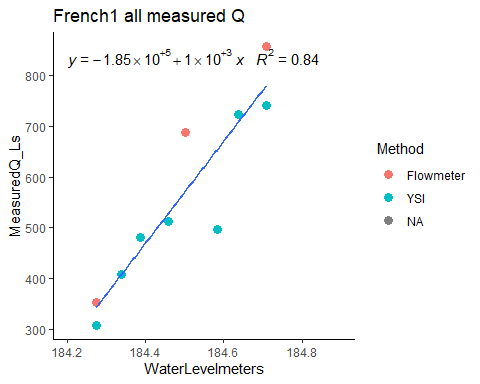 French1 all measured Q
y = −1.85 × 10^{+5} + 1 × 10^{+3} x   R^2 = 0.84
800
700
600
500
400
300
MeasuredQ_Ls
184.2 184.4 184.6 184.8
WaterLevelmeters
Method
Flowmeter
YSI
NA